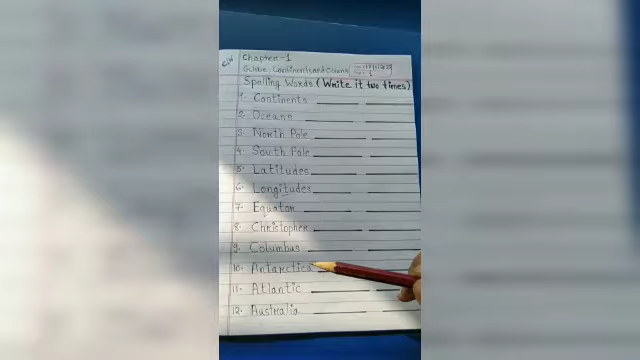 C/W Chapter-1
Globe, Continents and Oceans
Spelling Words (Write it two times)
1. Continents
2. Oceans
3. North Pole
4. South Pole
5. Latitudes
6. Longitudes
7. Equator
8. Christopher
9. Columbus
10. Antarctica
11. Atlantic
12. Australia